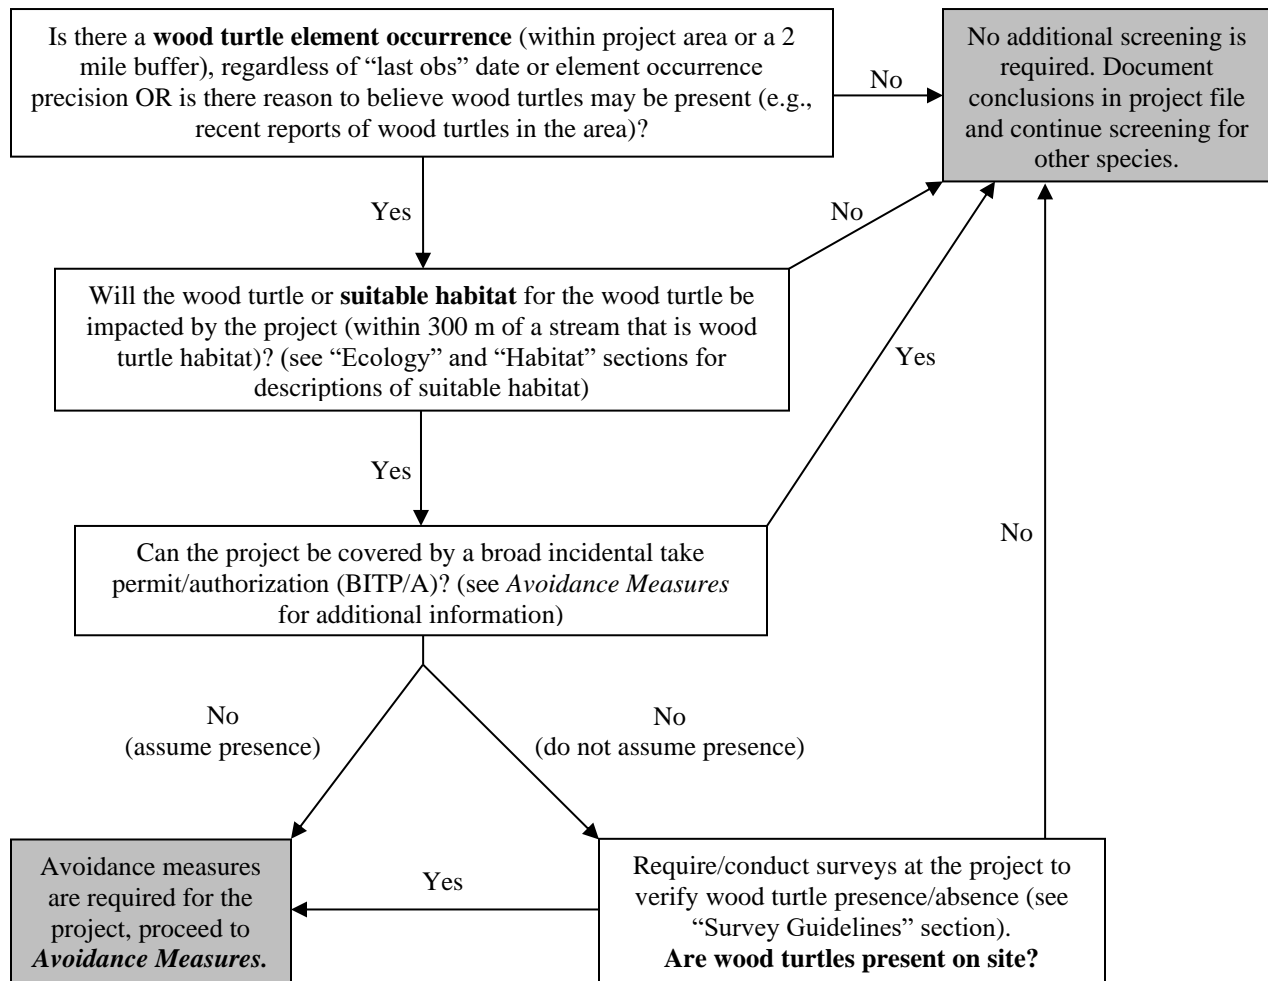 Is there a wood turtle element occurrence (within project area or a 2
mile buffer), regardless of “last obs” date or element occurrence
precision OR is there reason to believe wood turtles may be present (e.g.,
recent reports of wood turtles in the area)?
No
No additional screening is
required. Document
conclusions in project file
and continue screening for
other species.
Yes
No
Will the wood turtle or suitable habitat for the wood turtle be
impacted by the project (within 300 m of a stream that is wood
turtle habitat)? (see “Ecology” and “Habitat” sections for
descriptions of suitable habitat)
Yes
Yes
Can the project be covered by a broad incidental take
permit/authorization (BITP/A)? (see Avoidance Measures
for additional information)
No
No
(assume presence)
No
(do not assume presence)
Avoidance measures
are required for the
project, proceed to
Avoidance Measures.
Yes
Require/conduct surveys at the project to
verify wood turtle presence/absence (see
“Survey Guidelines” section).
Are wood turtles present on site?